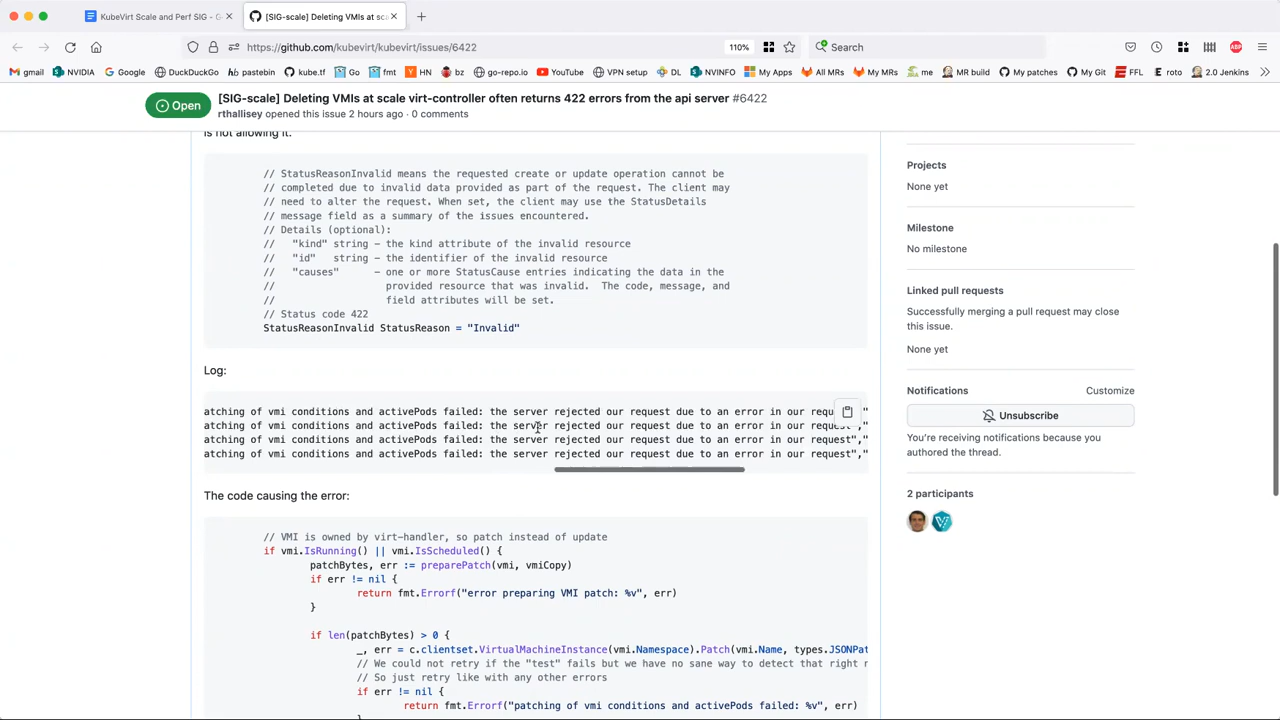 KubeVirt Scale and Perf SIG - G
[SIG-scale] Deleting VMIs at sca
https://github.com/kubevirt/kubevirt/issues/6422
110%
Search
gmail
NVIDIA
Google
DuckDuckGo
pastebin
kube.tf
Go
fmt
HN
bz
go-repo.io
YouTube
VPN setup
DL
NVINFO
My Apps
All MRs
My MRs
me
MR build
My patches
My Git
FFL
roto
2.0 Jenkins
Open
[SIG-scale] Deleting VMIs at scale virt-controller often returns 422 errors from the api server #6422
rthallisey opened this issue 2 hours ago · 0 comments
is not allowing it.
// StatusReasonInvalid means the requested create or update operation cannot be
// completed due to invalid data provided as part of the request. The client may
// need to alter the request. When set, the client may use the StatusDetails
// message field as a summary of the issues encountered.
// Details (optional):
//   "kind" string - the kind attribute of the invalid resource
//   "id"   string - the identifier of the invalid resource
//   "causes"      - one or more StatusCause entries indicating the data in the
//                   provided resource that was invalid.  The code, message, and
//                   field attributes will be set.
// Status code 422
StatusReasonInvalid StatusReason = "Invalid"
Log:
atching of vmi conditions and activePods failed: the server rejected our request due to an error in our requ
atching of vmi conditions and activePods failed: the server rejected our request due to an error in our request","
atching of vmi conditions and activePods failed: the server rejected our request due to an error in our request","
atching of vmi conditions and activePods failed: the server rejected our request due to an error in our request","
The code causing the error:
// VMI is owned by virt-handler, so patch instead of update
if vmi.IsRunning() || vmi.IsScheduled() {
patchBytes, err := preparePatch(vmi, vmiCopy)
if err != nil {
return fmt.Errorf("error preparing VMI patch: %v", err)
}
if len(patchBytes) > 0 {
_, err = c.clientset.VirtualMachineInstance(vmi.Namespace).Patch(vmi.Name, types.JSONPat
// We could not retry if the "test" fails but we have no sane way to detect that right n
// So just retry like with any other errors
if err != nil {
return fmt.Errorf("patching of vmi conditions and activePods failed: %v", err)
Projects
None yet
Milestone
No milestone
Linked pull requests
Successfully merging a pull request may close
this issue.
None yet
Notifications
Customize
Unsubscribe
You're receiving notifications because you
authored the thread.
2 participants